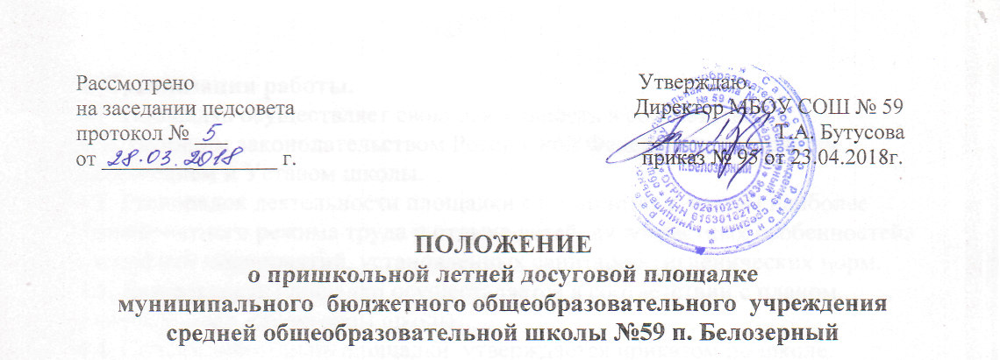 Рассмотрено
на заседании педсовета
протокол № 5
от 28.03.2018 г.
Утверждаю.
Директор МБОУ СОШ № 59
Т.А. Бутусова
приказ № 95 от 23.04.2018г.
ПОЛОЖЕНИЕ
о пришкольной летней досуговой площадке
муниципального бюджетного общеобразовательного учреждения
средней общеобразовательной школы №59 п. Белозерный